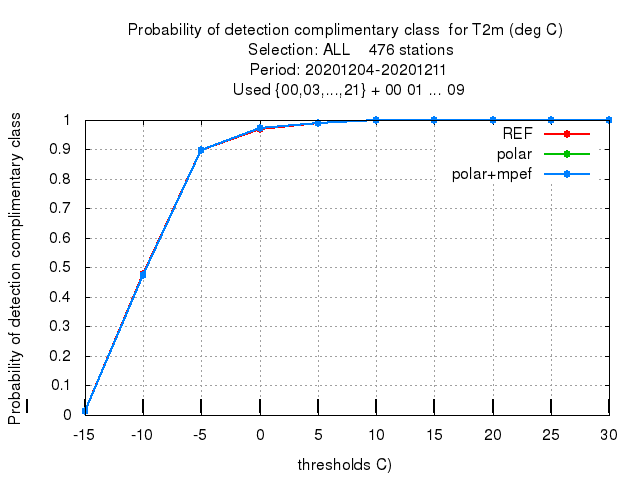 Probability of detection complimentary class  for T2m (deg C)
Selection: ALL    476 stations
Period: 20201204-20201211
Used {00,03,...,21} + 00 01 ... 09
Probability of detection complimentary class
1
0.9
0.8
0.7
0.6
0.5
0.4
0.3
0.2
0.1
0
REF
polar
polar+mpef
-15 -10 -5 0 5 10 15 20 25 30
thresholds C)